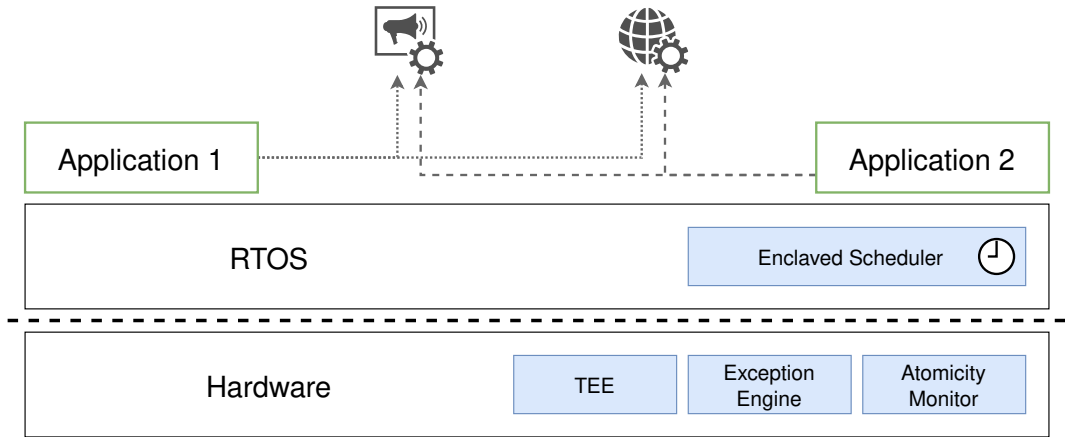 Application 1
Application 2
RTOS
Enclaved Scheduler
Hardware
TEE
Exception
Engine
Atomicity
Monitor